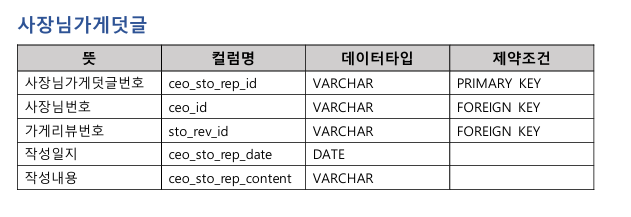 사장님가게덧글
뜻 컬럼명 데이터타입 제약조건
사장님가게덧글번호 ceo_sto_rep_id VARCHAR PRIMARY KEY
사장님번호 ceo_id VARCHAR FOREIGN KEY
가게리뷰번호 sto_rev_id VARCHAR FOREIGN KEY
작성일지 ceo_sto_rep_date DATE
작성내용 ceo_sto_rep_content VARCHAR